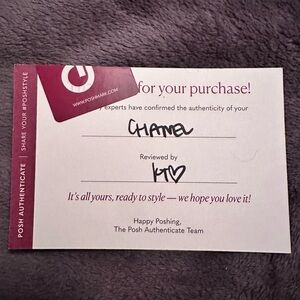 WWW.POSHMARK.COM
for your purchase!
experts have confirmed the authenticity of your
CHANEL
Reviewed by
KT♡
It's all yours, ready to style — we hope you love it!
Happy Poshing,
The Posh Authenticate Team
POSH AUTHENTICATE | SHARE YOUR #POSHSTYLE